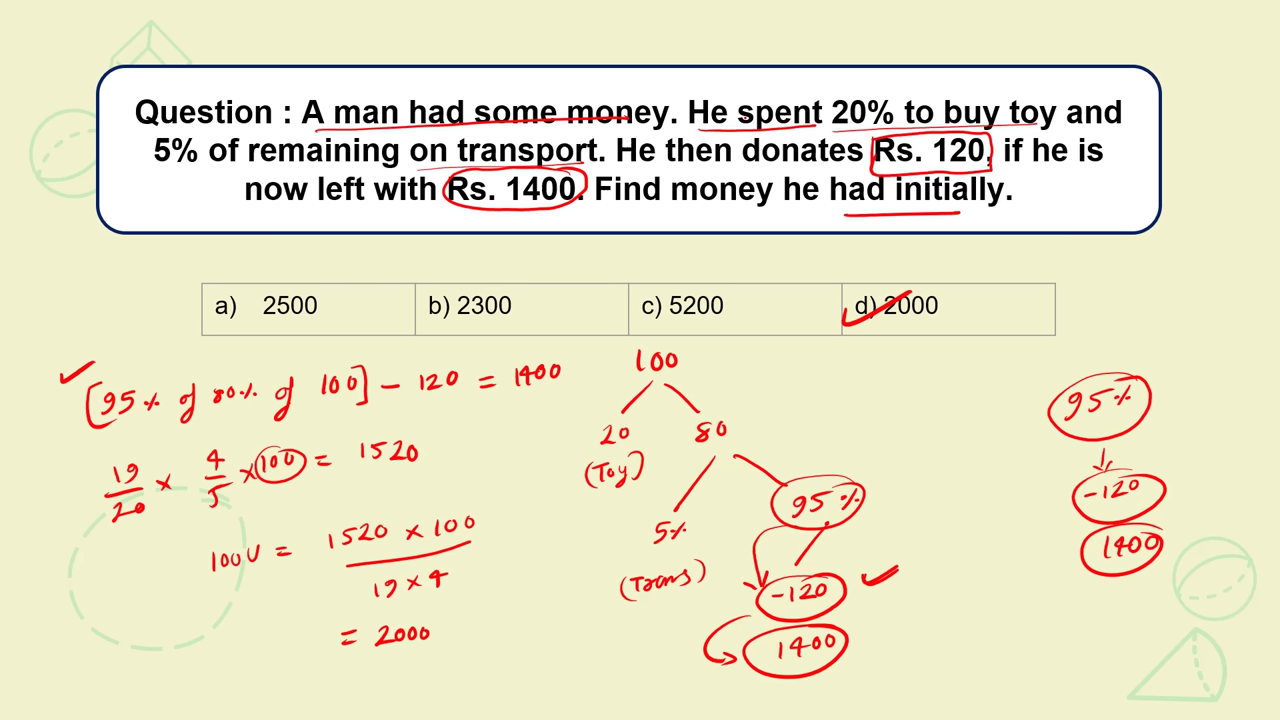 Question : A man had some money. He spent 20% to buy toy and
5% of remaining on transport. He then donates Rs. 120, if he is
now left with Rs. 1400. Find money he had initially.
a) 2500 b) 2300 c) 5200 d) 2000
[95% of 80% of 100] - 120 = 1400
19/20 × 4/5 × 100 = 1520
100U = 1520 × 100 / 19 × 4
= 2000
100
20 80
(Toy)
5% 95%
(Trans)
-120
1400
95%
-120
1400